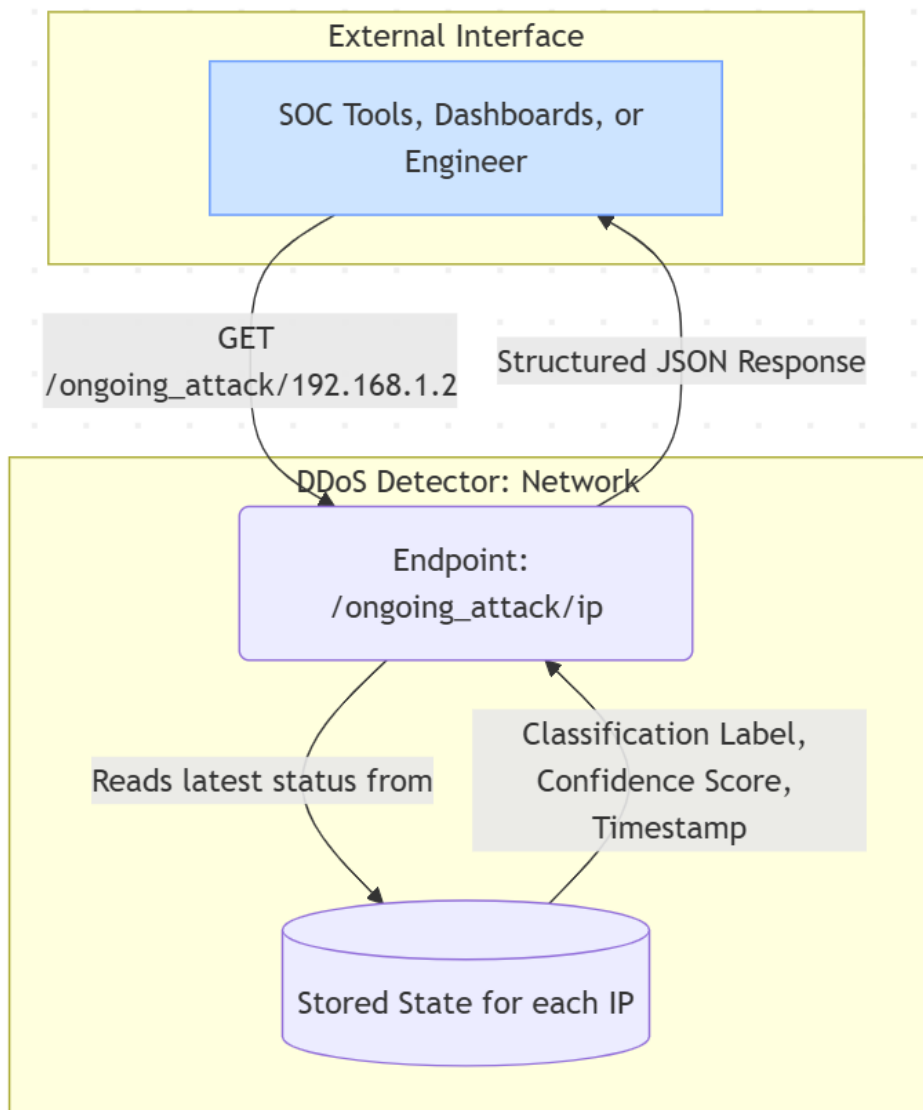 External Interface
SOC Tools, Dashboards, or
Engineer
GET
/ongoing_attack/192.168.1.2
Structured JSON Response
DDoS Detector: Network
Endpoint:
/ongoing_attack/ip
Reads latest status from
Classification Label,
Confidence Score,
Timestamp
Stored State for each IP